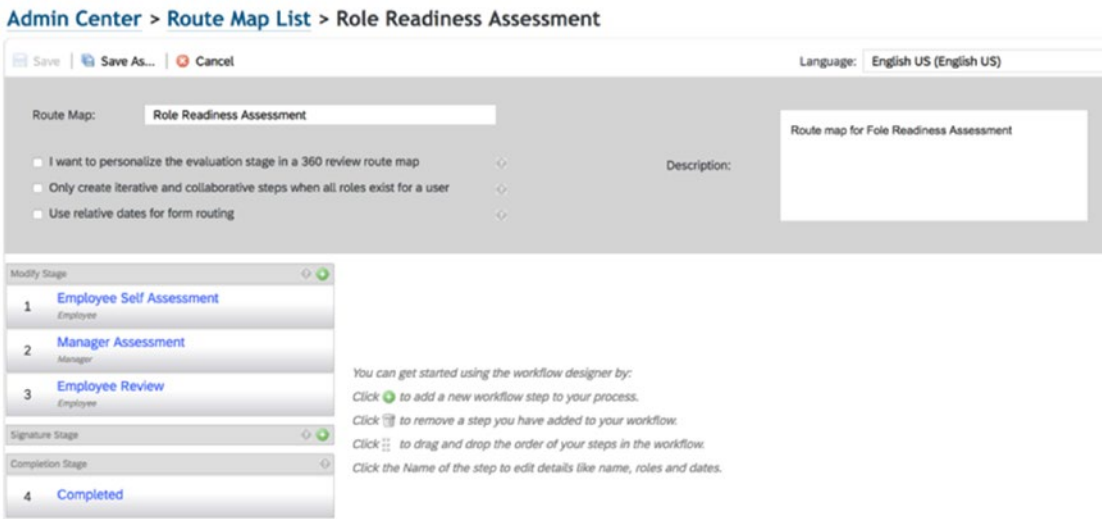 Admin Center > Route Map List > Role Readiness Assessment
Save | Save As... | Cancel
Language: English US (English US)
Route Map: Role Readiness Assessment
Route map for Fole Readiness Assessment
I want to personalize the evaluation stage in a 360 review route map
Description:
Only create iterative and collaborative steps when all roles exist for a user
Use relative dates for form routing
Modify Stage
1 Employee Self Assessment
Employee
2 Manager Assessment
Manager
3 Employee Review
Employee
Signature Stage
Completion Stage
4 Completed
You can get started using the workflow designer by:
Click to add a new workflow step to your process.
Click to remove a step you have added to your workflow.
Click to drag and drop the order of your steps in the workflow.
Click the Name of the step to edit details like name, roles and dates.